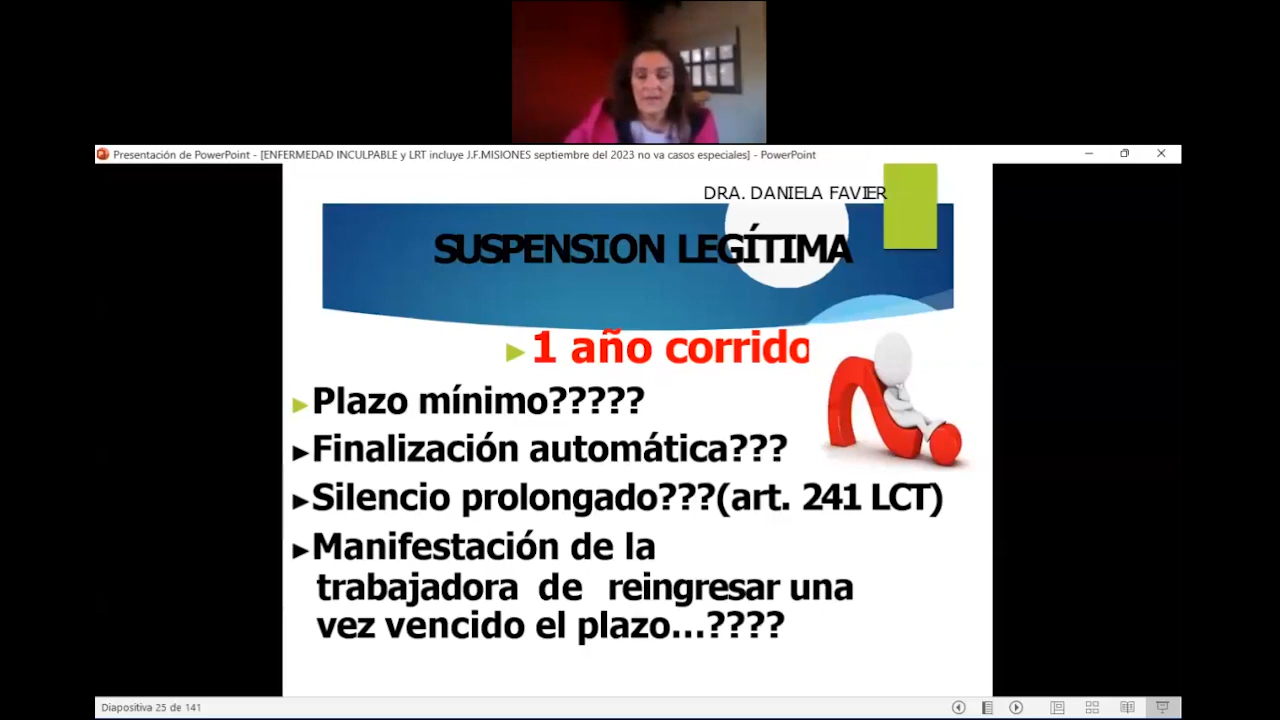 Presentación de PowerPoint - [ENFERMEDAD INCULPABLE y LRT incluye J.F.MISIONES septiembre del 2023 no va casos especiales] - PowerPoint
DRA. DANIELA FAVIER
SUSPENSION LEGÍTIMA
1 año corrido
Plazo mínimo?????
Finalización automática???
Silencio prolongado???(art. 241 LCT)
Manifestación de la
trabajadora de reingresar una
vez vencido el plazo...????
Diapositiva 25 de 141